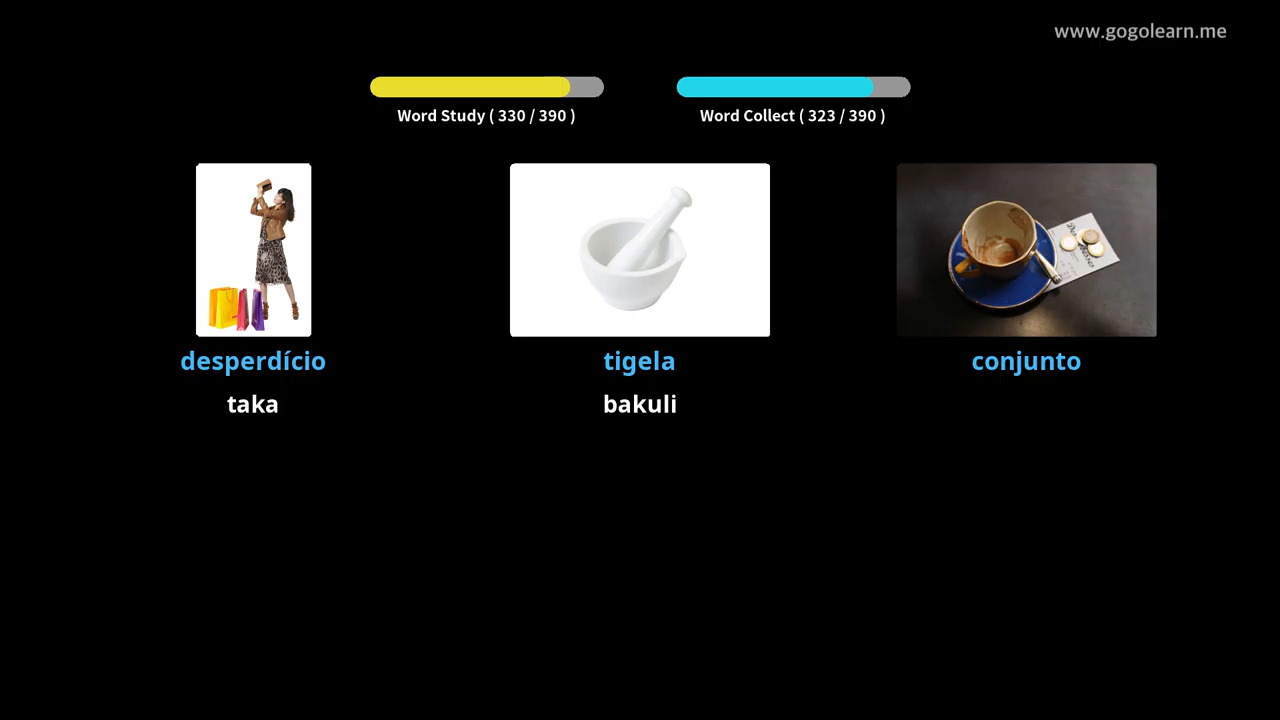 www.gogolearn.me
Word Study ( 330 / 390 )
Word Collect ( 323 / 390 )
desperdício
tigela
conjunto
taka
bakuli